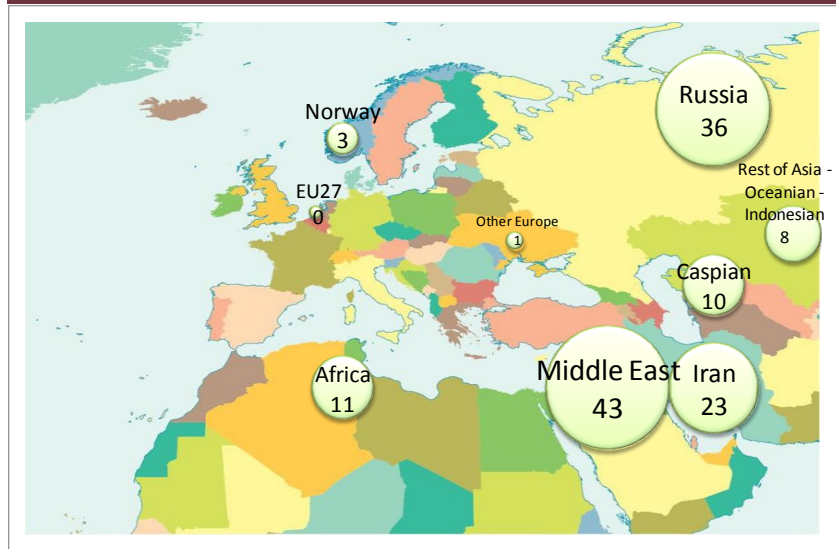 Norway
3
Russia
36
EU27
0
Rest of Asia -
Oceanian -
Indonesian
8
Other Europe
1
Caspian
10
Africa
11
Middle East
43
Iran
23